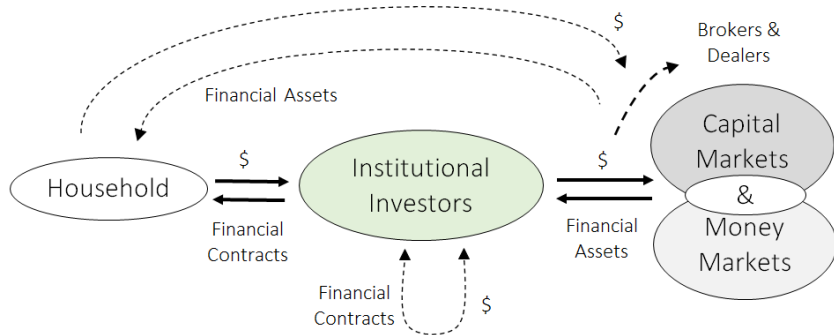 $
Brokers &
Dealers
Financial Assets
Capital
Markets
$
Institutional
Investors
$
Household
&
Financial
Contracts
Financial
Assets
Money
Markets
Financial
Contracts
$